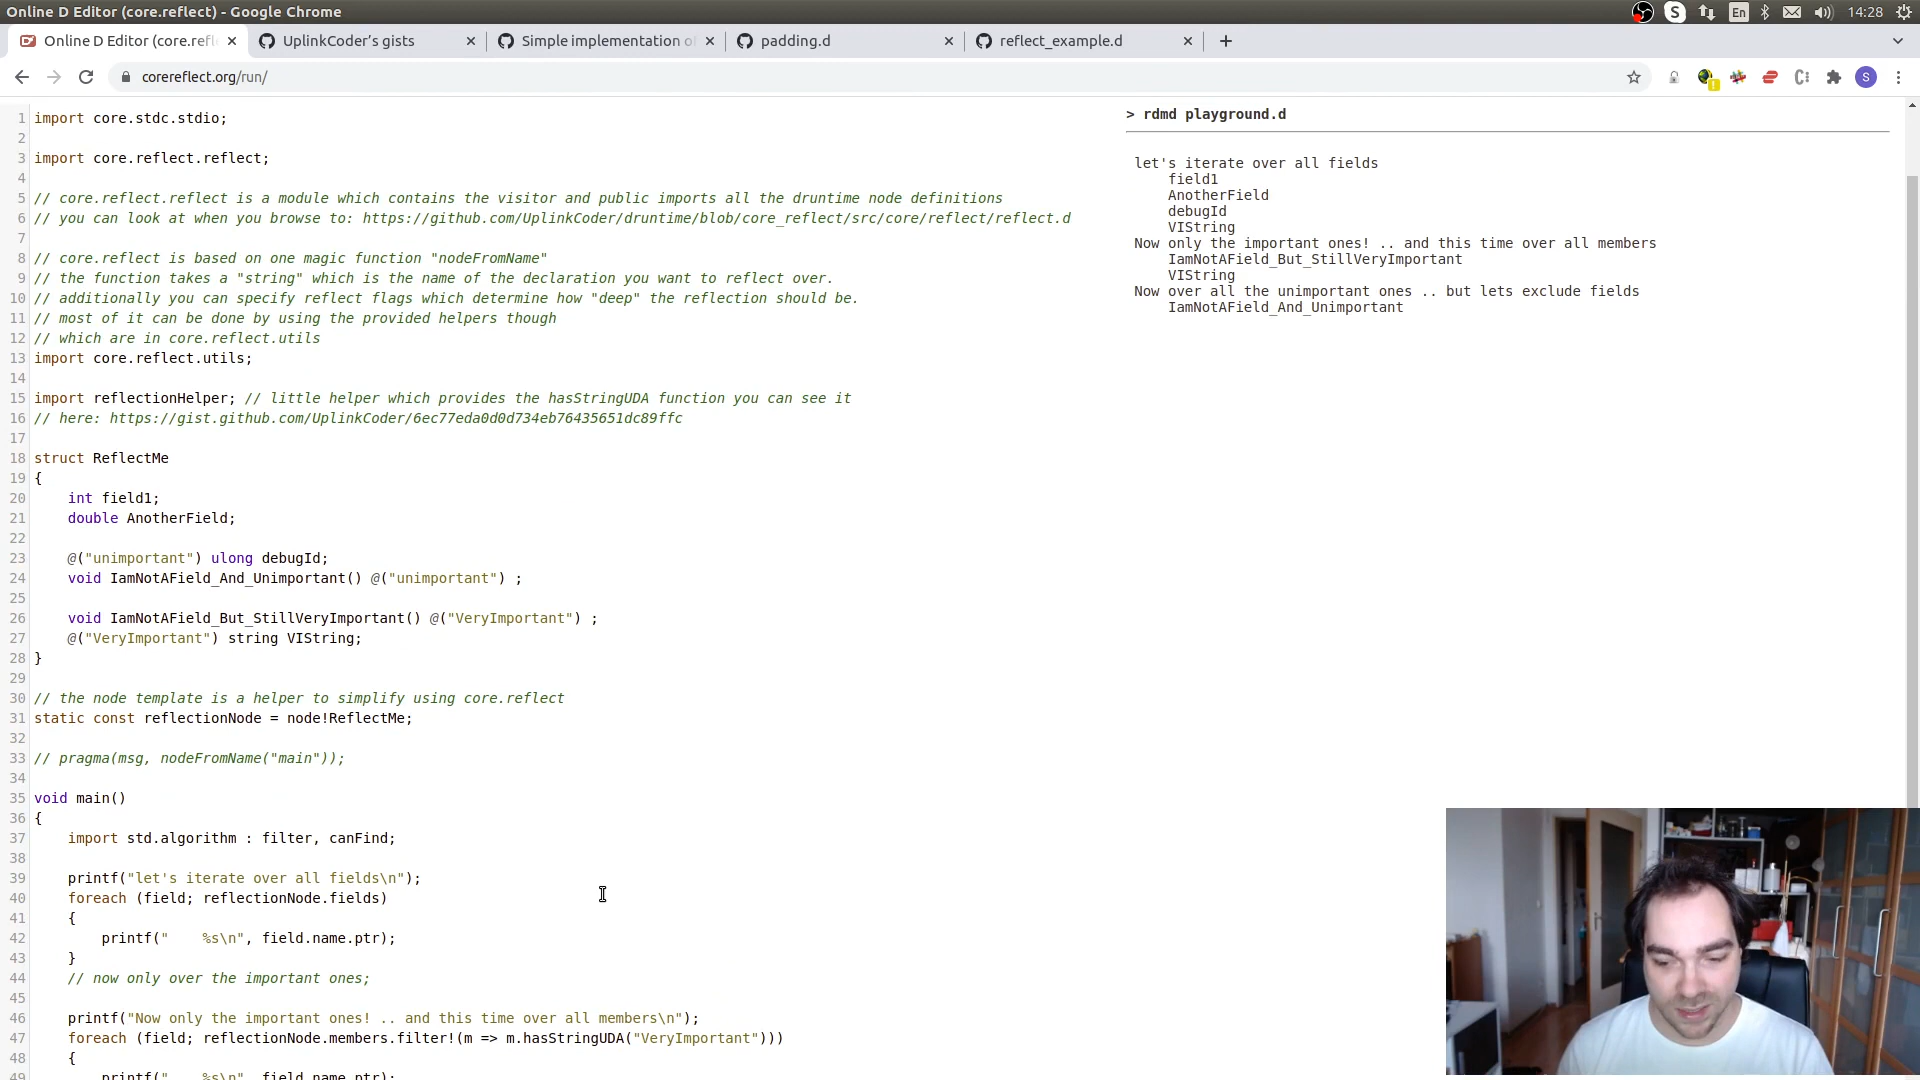 Online D Editor (core.reflect) - Google Chrome
En
14:28
Online D Editor (core.refl
UplinkCoder's gists
Simple implementation o
padding.d
reflect_example.d
corereflect.org/run/
S
1 import core.stdc.stdio;
2
3 import core.reflect.reflect;
4
5 // core.reflect.reflect is a module which contains the visitor and public imports all the druntime node definitions
6 // you can look at when you browse to: https://github.com/UplinkCoder/druntime/blob/core_reflect/src/core/reflect/reflect.d
7
8 // core.reflect is based on one magic function "nodeFromName"
9 // the function takes a "string" which is the name of the declaration you want to reflect over.
10 // additionally you can specify reflect flags which determine how "deep" the reflection should be.
11 // most of it can be done by using the provided helpers though
12 // which are in core.reflect.utils
13 import core.reflect.utils;
14
15 import reflectionHelper; // little helper which provides the hasStringUDA function you can see it
16 // here: https://gist.github.com/UplinkCoder/6ec77eda0d0d734eb76435651dc89ffc
17
18 struct ReflectMe
19 {
20 int field1;
21 double AnotherField;
22
23 @("unimportant") ulong debugId;
24 void IamNotAField_And_Unimportant() @("unimportant") ;
25
26 void IamNotAField_But_StillVeryImportant() @("VeryImportant") ;
27 @("VeryImportant") string VIString;
28 }
29
30 // the node template is a helper to simplify using core.reflect
31 static const reflectionNode = node!ReflectMe;
32
33 // pragma(msg, nodeFromName("main"));
34
35 void main()
36 {
37 import std.algorithm : filter, canFind;
38
39 printf("let's iterate over all fields\n");
40 foreach (field; reflectionNode.fields)
41 {
42 printf("    %s\n", field.name.ptr);
43 }
44 // now only over the important ones;
45
46 printf("Now only the important ones! .. and this time over all members\n");
47 foreach (field; reflectionNode.members.filter!(m => m.hasStringUDA("VeryImportant")))
48 {
49 printf("    %s\n", field.name.ptr);
> rdmd playground.d
let's iterate over all fields
field1
AnotherField
debugId
VIString
Now only the important ones! .. and this time over all members
IamNotAField_But_StillVeryImportant
VIString
Now over all the unimportant ones .. but lets exclude fields
IamNotAField_And_Unimportant